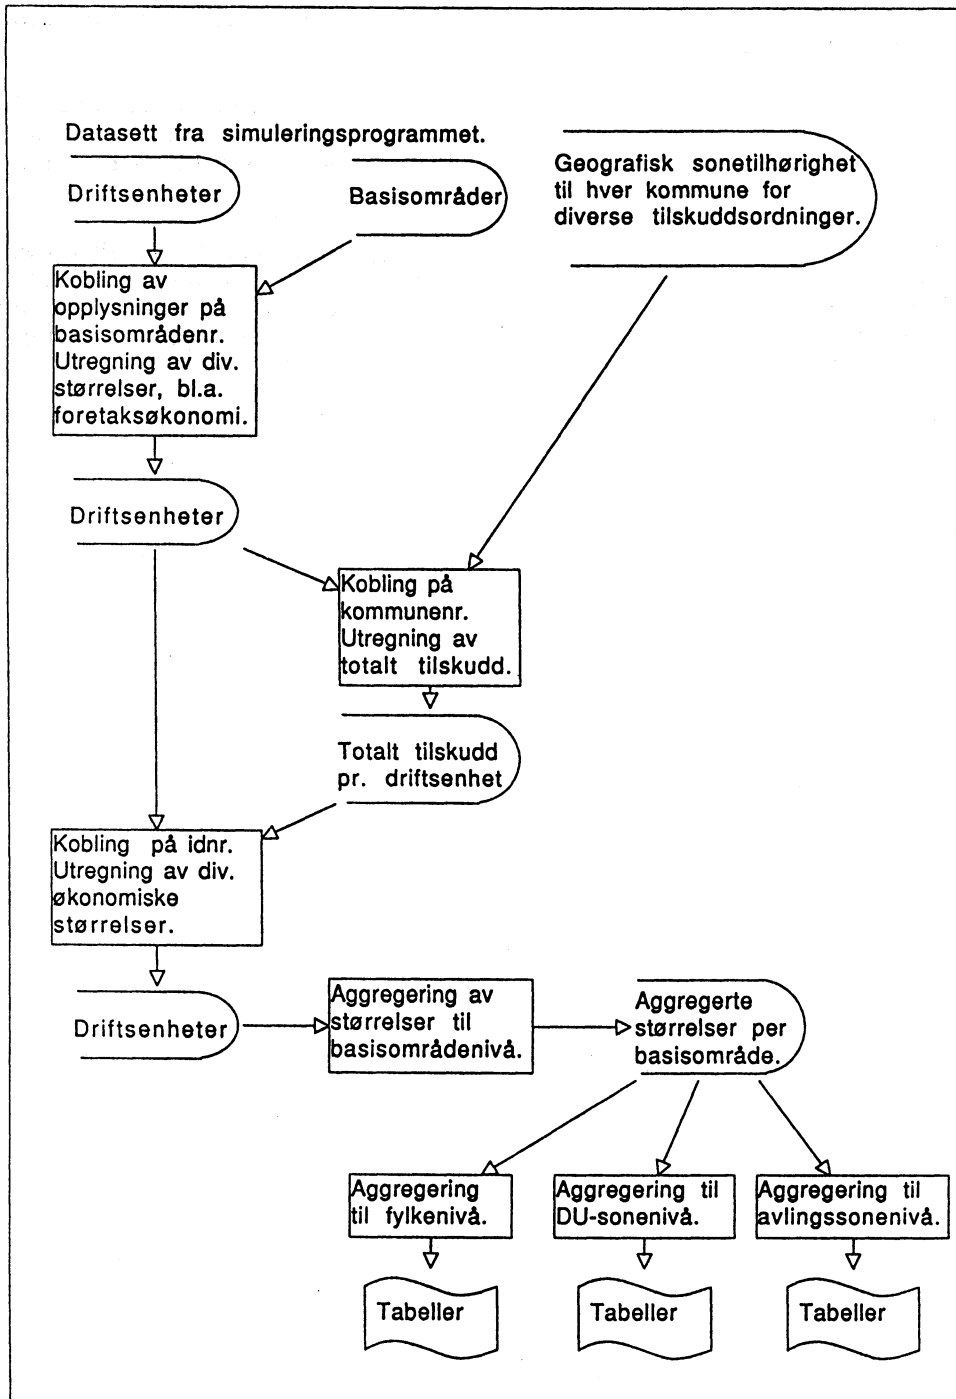 Datasett fra simuleringsprogrammet.
Driftsenheter
Basisområder
Geografisk sonetilhørighet
til hver kommune for
diverse tilskuddsordninger.
Kobling av
opplysninger på
basisområdenr.
Utregning av div.
størrelser, bl.a.
foretaksøkonomi.
Driftsenheter
Kobling på
kommunenr.
Utregning av
totalt tilskudd.
Totalt tilskudd
pr. driftsenhet
Kobling på idnr.
Utregning av div.
økonomiske
størrelser.
Driftsenheter
Aggregering av
størrelser til
basisområdenivå.
Aggregerte
størrelser per
basisområde.
Aggregering
til fylkenivå.
Aggregering til
DU-sonenivå.
Aggregering til
avlingssonenivå.
Tabeller
Tabeller
Tabeller